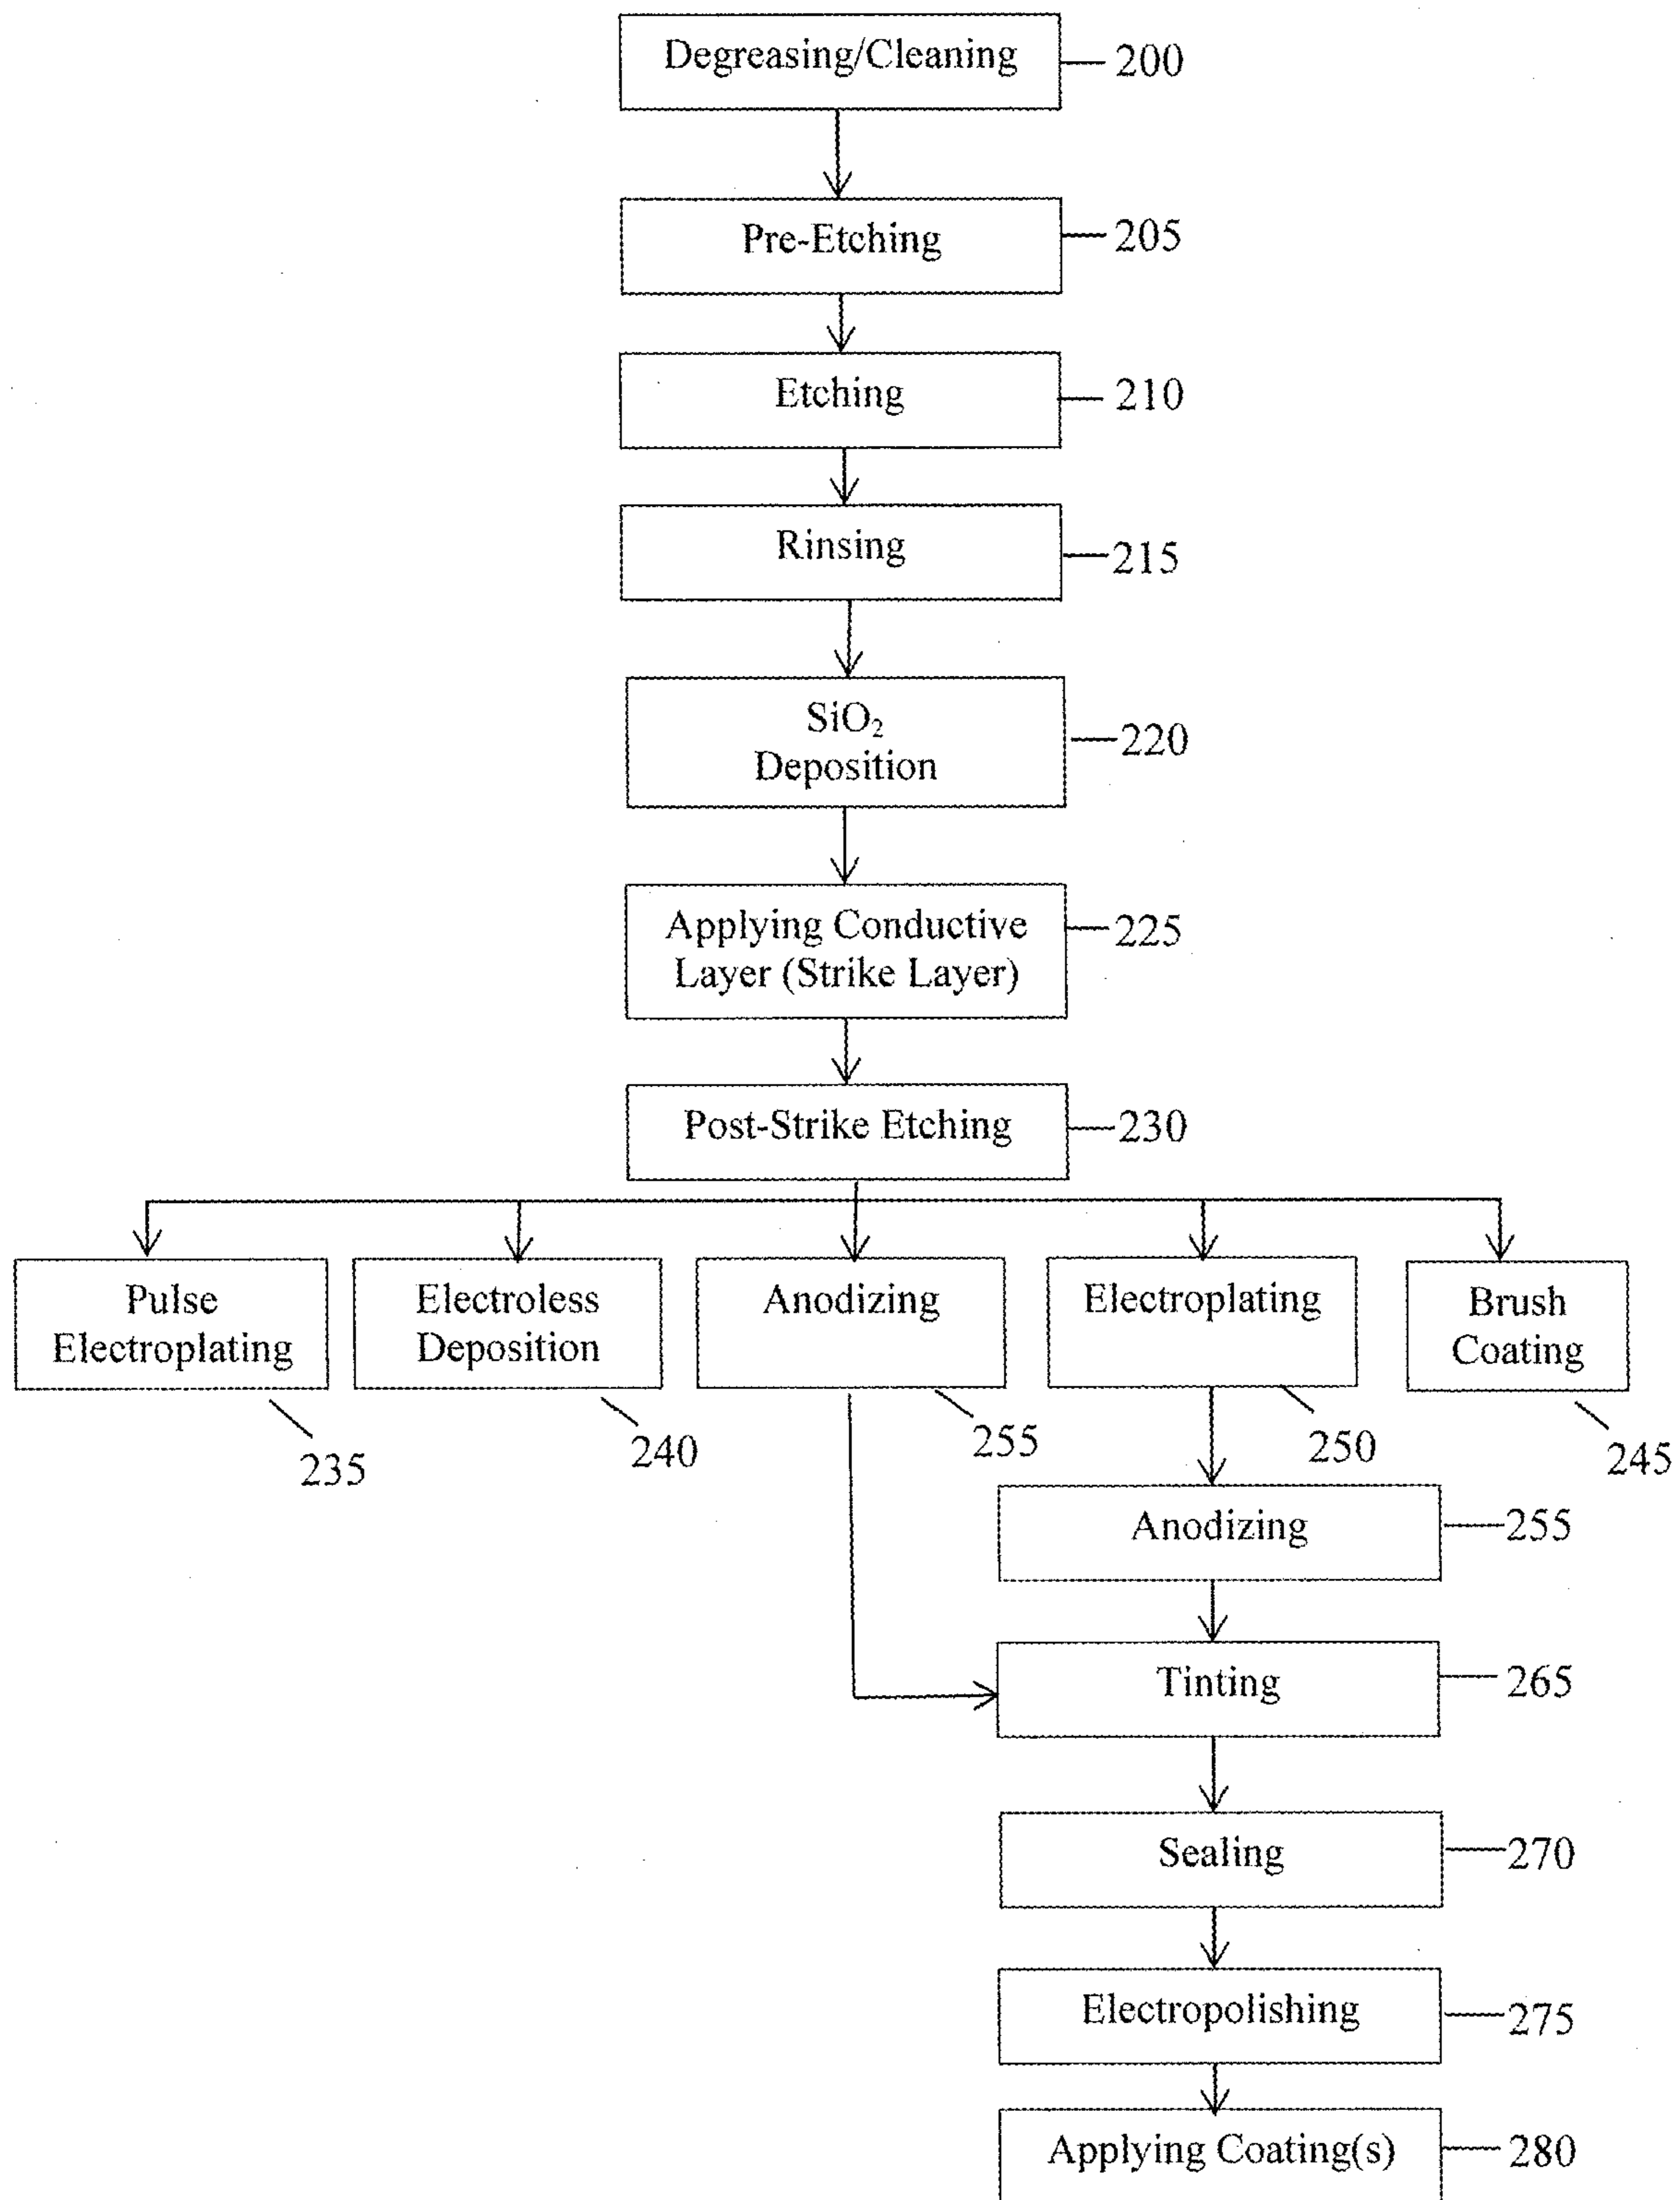 Degreasing/Cleaning 200
Pre-Etching 205
Etching 210
Rinsing 215
SiO₂
Deposition 220
Applying Conductive
Layer (Strike Layer) 225
Post-Strike Etching 230
Pulse
Electroplating
235
Electroless
Deposition
240
Anodizing
255
Electroplating
250
Brush
Coating
245
Anodizing 255
Tinting 265
Sealing 270
Electropolishing 275
Applying Coating(s) 280